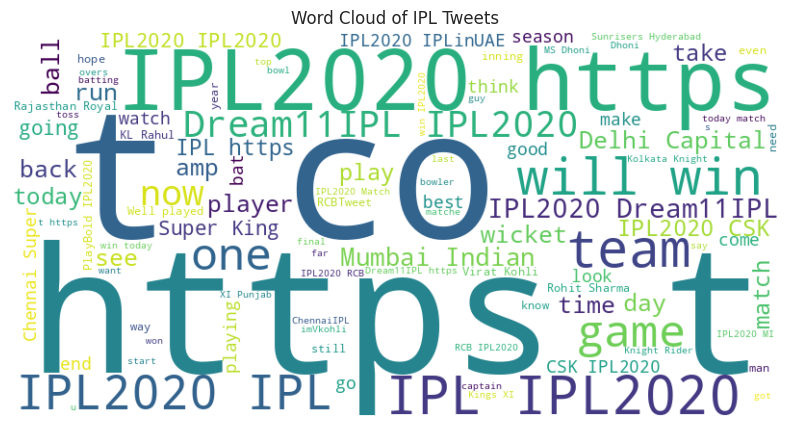 Word Cloud of IPL Tweets
IPL2020 IPL2020
IPL2020 IPLinUAE
season
Sunrisers Hyderabad
MS Dhoni
Dhoni
hope
overs
batting
ball
run
IPL2020 https
top
bowl
inning
think
guy
take
even
Rajasthan Royal
toss
going
watch
KL Rahul
year
Dream11IPL IPL2020
win IPL2020
make
today match
s
need
IPL https
good
Delhi Capital
back
amp
bat
t co
last
Kolkata Knight
will win
today
PlayBold IPL2020
now
Well played
player
play
IPL2020 Match
RCBTweet
bowler
best
matche
IPL2020 Dream11IPL
t https
Super King
IPL2020 CSK
Chennai Super
win today
see
want
one
final
far
Mumbai Indian
wicket
team
come
say
IPL2020 RCB
Dream11IPL https
Virat Kohli
look
Rohit Sharma
match
https t
XI Punjab
ChennaiIPL
imVkohli
know
time
day
way
won
start
playing
still
RCB IPL2020
game
IPL2020 MI
Knight Rider
end
go
CSK IPL2020
man
IPL2020 IPL
u
captain
Kings XI
IPL IPL2020
got